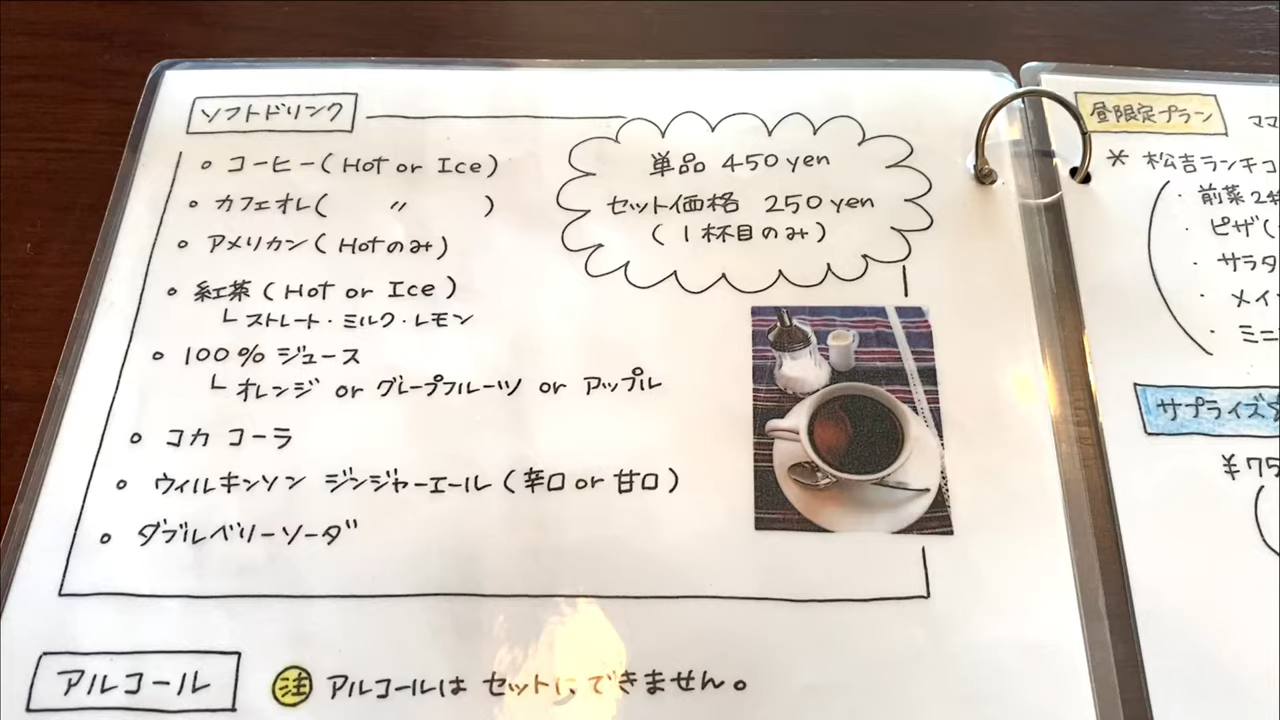 ソフトドリンク
○ コーヒー(Hot or Ice)
○ カフェオレ( 〃 )
○ アメリカン(Hotのみ)
○ 紅茶(Hot or Ice)
└ ストレート・ミルク・レモン
○ 100% ジュース
└ オレンジ or グレープフルーツ or アップル
○ コカ コーラ
○ ウィルキンソン ジンジャーエール(辛口 or 甘口)
○ ダブルベリーソーダ
単品 450yen
セット価格 250yen
(1杯目のみ)
アルコール
注 アルコールは セットにできません。
昼限定プラン
ママ
* 松吉ランチコ
・前菜2
・ピザ(
・サラダ
・メイ
・ミニ
サプライズ
¥75